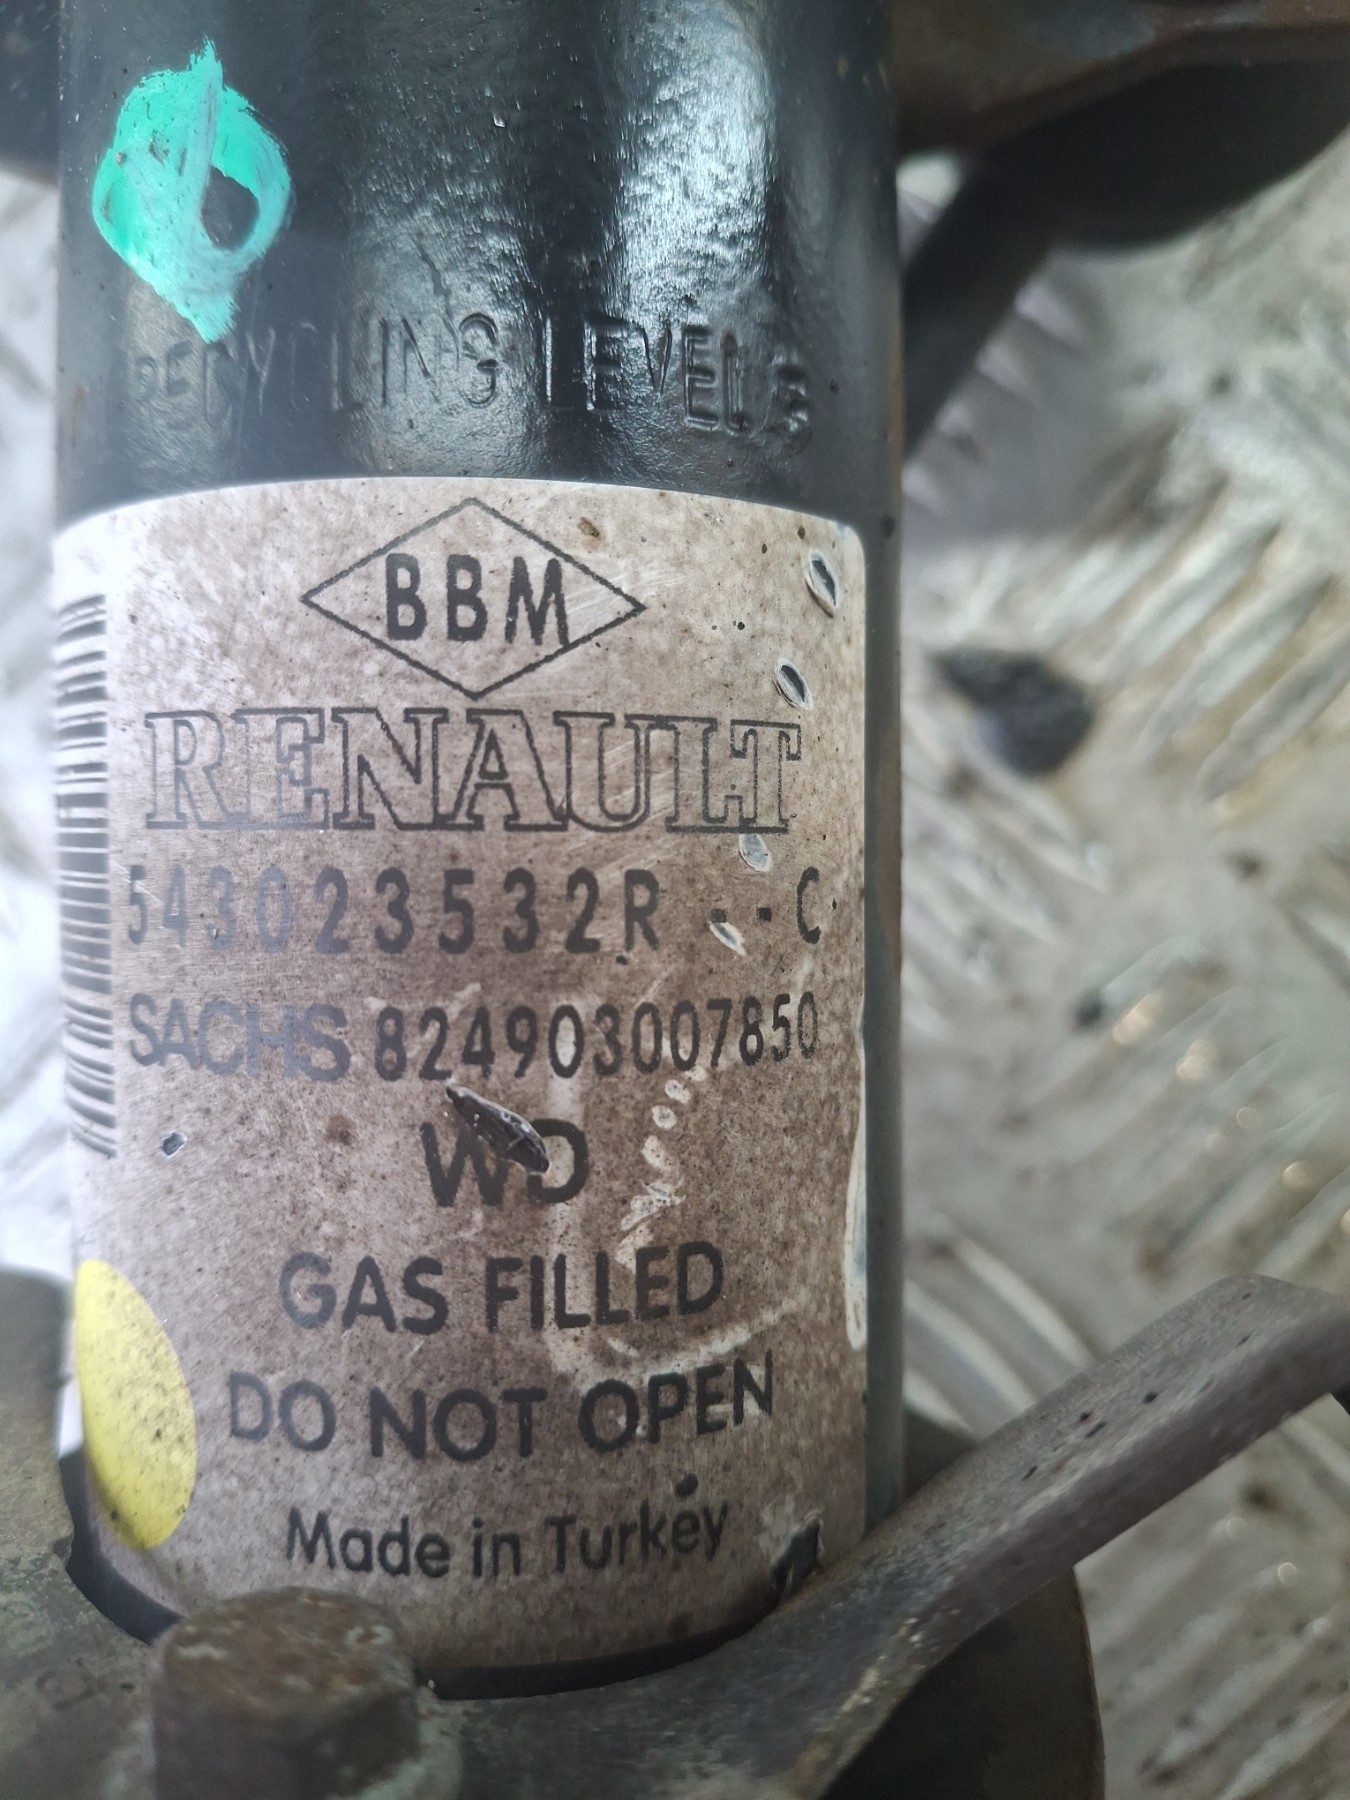 RECYCLING LEVEL 3
BBM
RENAULT
543023532R --C
SACHS 824903007850
WD
GAS FILLED
DO NOT OPEN
Made in Turkey